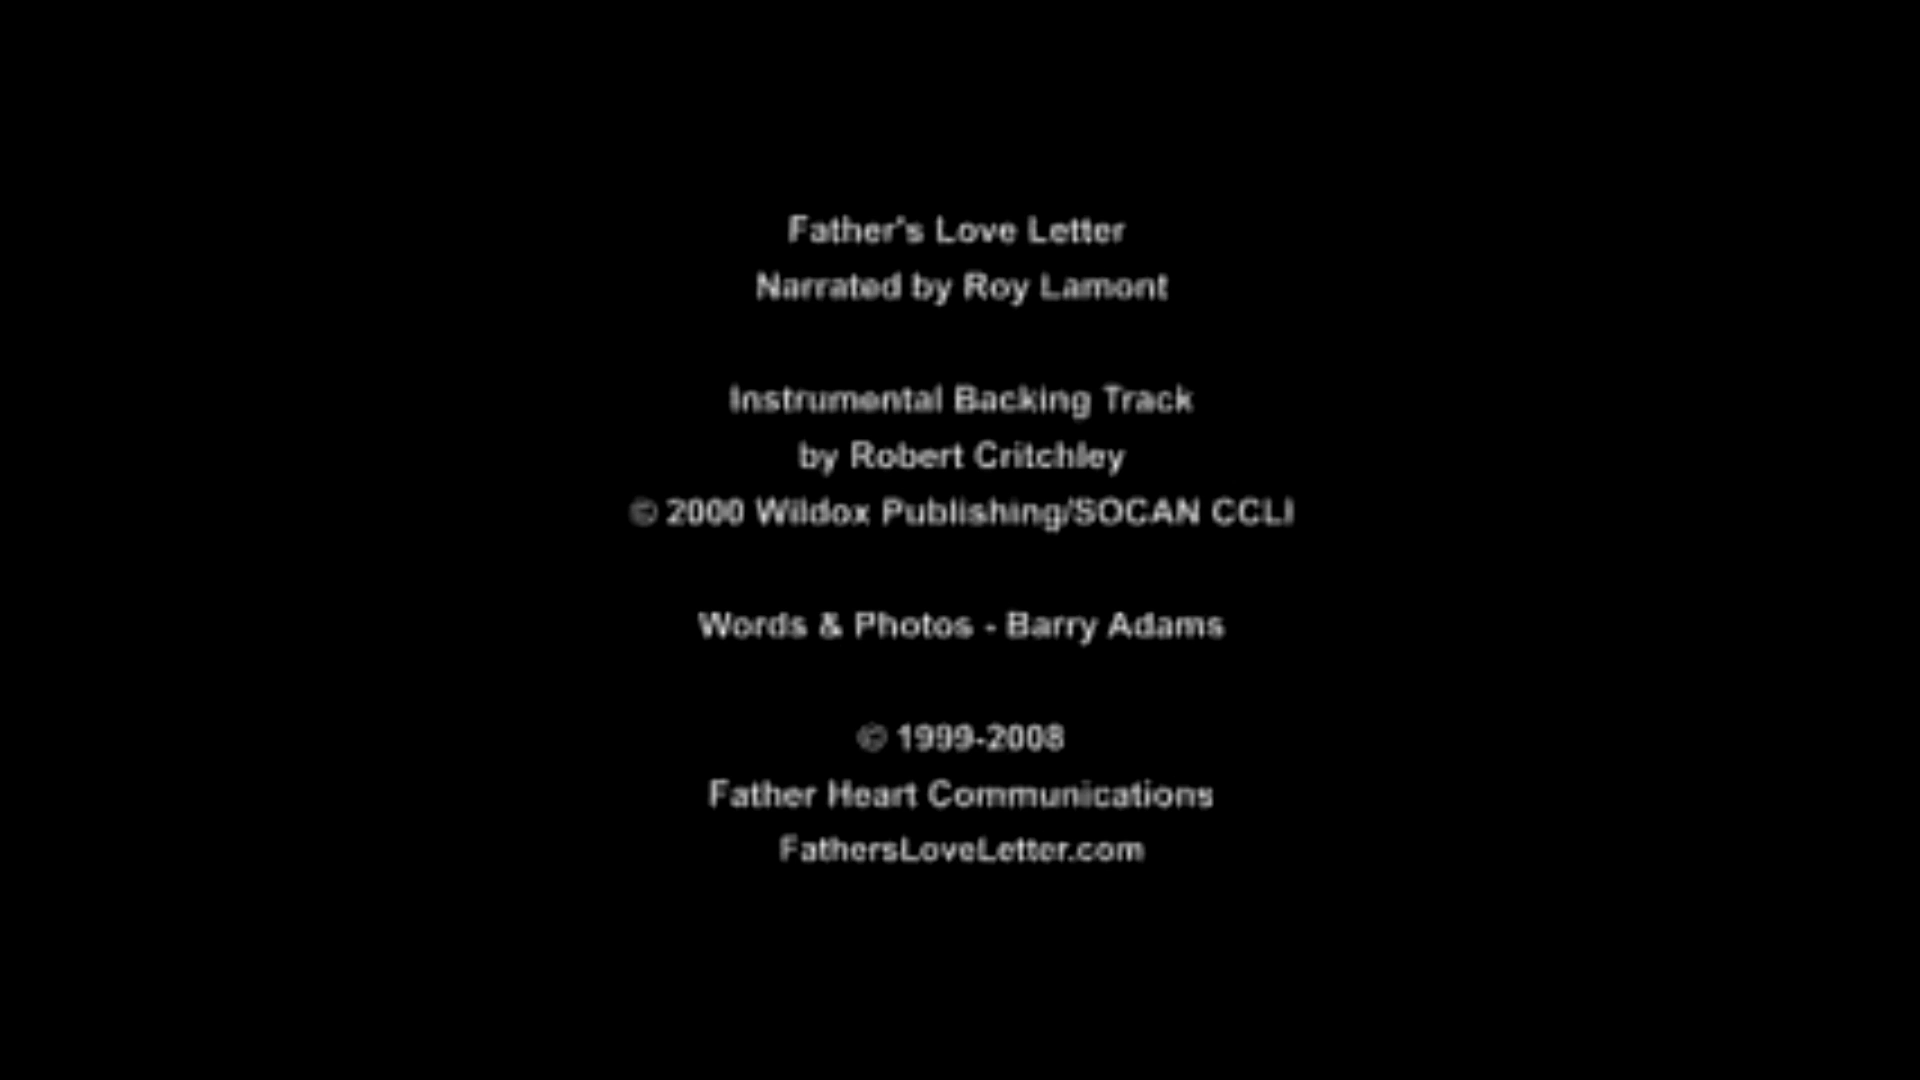 Father's Love Letter
Narrated by Roy Lamont
Instrumental Backing Track
by Robert Critchley
© 2000 Wildox Publishing/SOCAN CCLI
Words & Photos - Barry Adams
© 1999-2008
Father Heart Communications
FathersLoveLetter.com